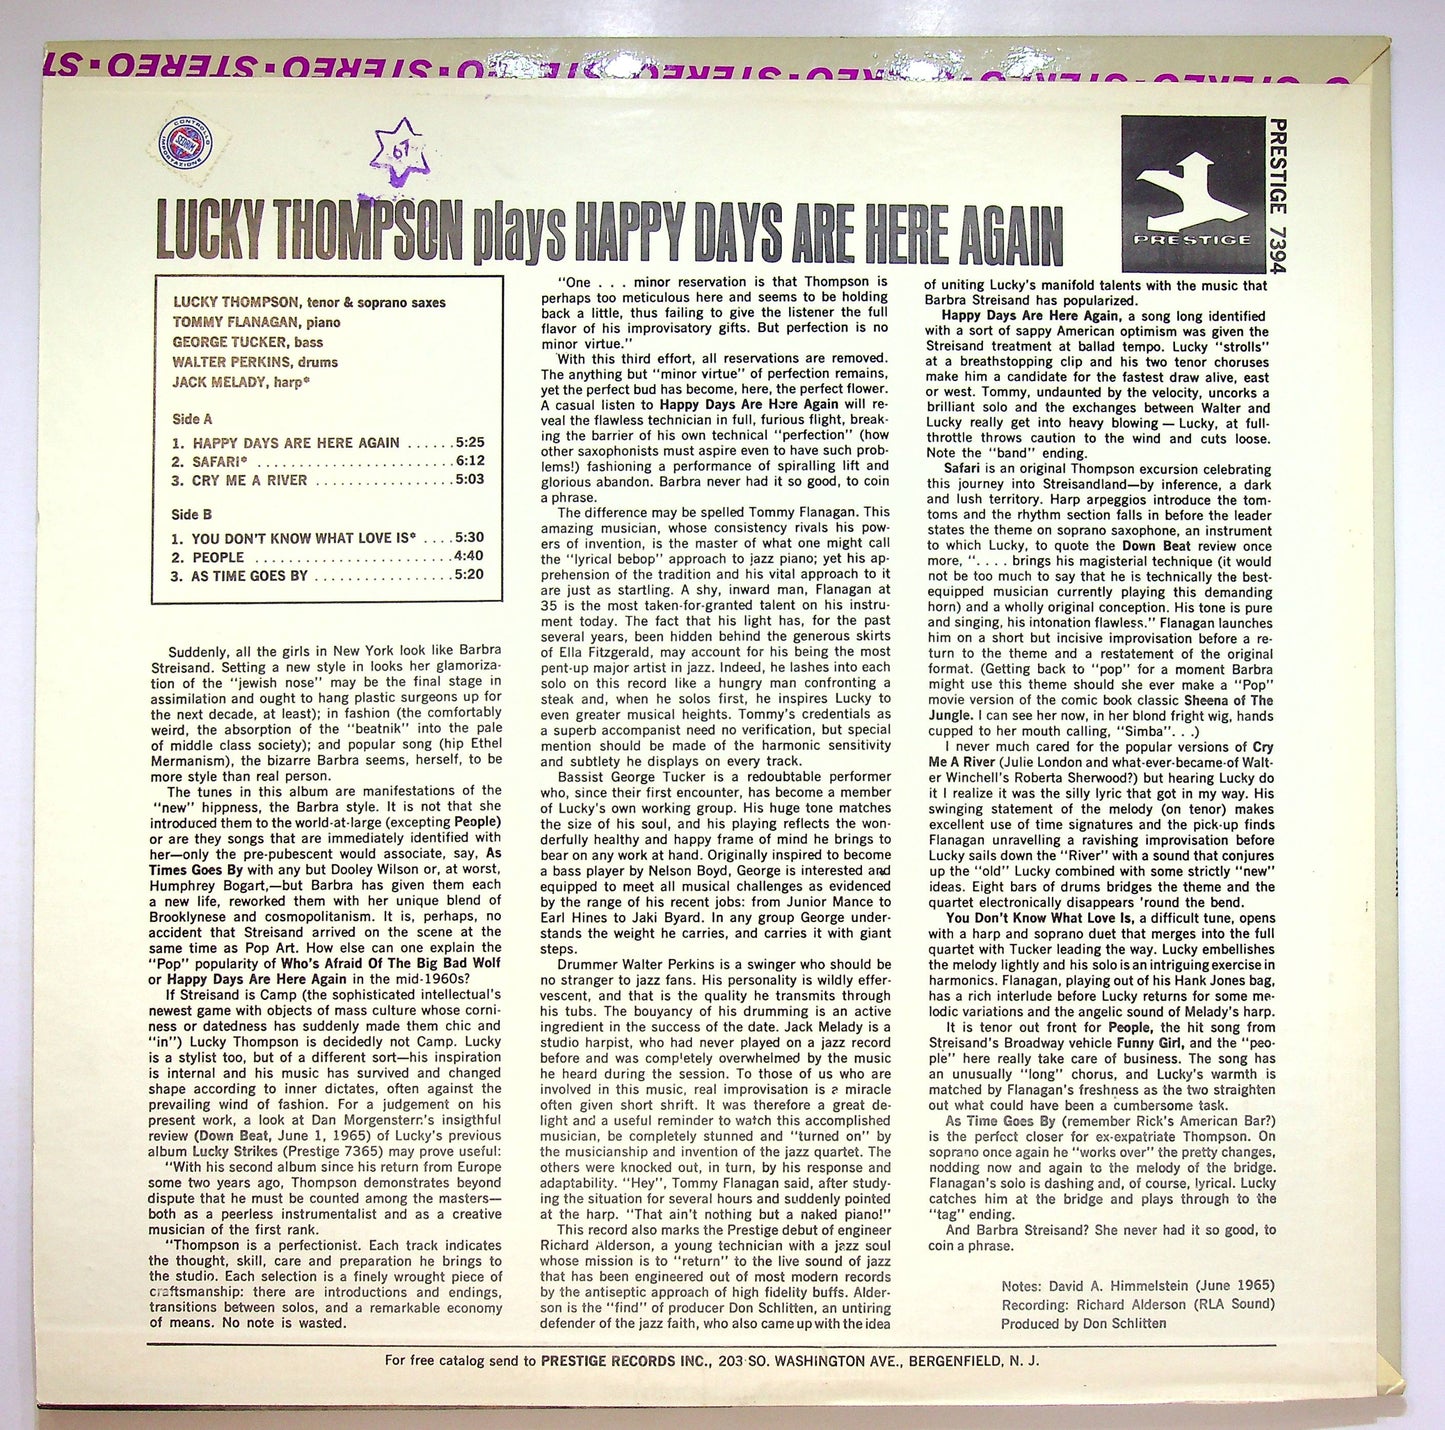 STEREO · STEREO · STEREO · STEREO · STEREO · STEREO
CONTROLLO
SEDRIM
IMPORTAZIONE
67
PRESTIGE 7394
PRESTIGE
LUCKY THOMPSON plays HAPPY DAYS ARE HERE AGAIN
LUCKY THOMPSON, tenor & soprano saxes
TOMMY FLANAGAN, piano
GEORGE TUCKER, bass
WALTER PERKINS, drums
JACK MELADY, harp*
Side A
1. HAPPY DAYS ARE HERE AGAIN ......5:25
2. SAFARI* ........................6:12
3. CRY ME A RIVER .................5:03
Side B
1. YOU DON'T KNOW WHAT LOVE IS* ....5:30
2. PEOPLE ........................4:40
3. AS TIME GOES BY .................5:20
Suddenly, all the girls in New York look like Barbra
Streisand. Setting a new style in looks her glamoriza-
tion of the "jewish nose" may be the final stage in
assimilation and ought to hang plastic surgeons up for
the next decade, at least); in fashion (the comfortably
weird, the absorption of the "beatnik" into the pale
of middle class society); and popular song (hip Ethel
Mermanism), the bizarre Barbra seems, herself, to be
more style than real person.
The tunes in this album are manifestations of the
"new" hippness, the Barbra style. It is not that she
introduced them to the world-at-large (excepting People)
or are they songs that are immediately identified with
her—only the pre-pubescent would associate, say, As
Times Goes By with any but Dooley Wilson or, at worst,
Humphrey Bogart,—but Barbra has given them each
a new life, reworked them with her unique blend of
Brooklynese and cosmopolitanism. It is, perhaps, no
accident that Streisand arrived on the scene at the
same time as Pop Art. How else can one explain the
"Pop" popularity of Who's Afraid Of The Big Bad Wolf
or Happy Days Are Here Again in the mid-1960s?
If Streisand is Camp (the sophisticated intellectual's
newest game with objects of mass culture whose corni-
ness or datedness has suddenly made them chic and
"in") Lucky Thompson is decidedly not Camp. Lucky
is a stylist too, but of a different sort—his inspiration
is internal and his music has survived and changed
shape according to inner dictates, often against the
prevailing wind of fashion. For a judgement on his
present work, a look at Dan Morgenstern's insigthful
review (Down Beat, June 1, 1965) of Lucky's previous
album Lucky Strikes (Prestige 7365) may prove useful:
"With his second album since his return from Europe
some two years ago, Thompson demonstrates beyond
dispute that he must be counted among the masters—
both as a peerless instrumentalist and as a creative
musician of the first rank.
"Thompson is a perfectionist. Each track indicates
the thought, skill, care and preparation he brings to
the studio. Each selection is a finely wrought piece of
craftsmanship: there are introductions and endings,
transitions between solos, and a remarkable economy
of means. No note is wasted.
"One . . . minor reservation is that Thompson is
perhaps too meticulous here and seems to be holding
back a little, thus failing to give the listener the full
flavor of his improvisatory gifts. But perfection is no
minor virtue."
With this third effort, all reservations are removed.
The anything but "minor virtue" of perfection remains,
yet the perfect bud has become, here, the perfect flower.
A casual listen to Happy Days Are Here Again will re-
veal the flawless technician in full, furious flight, break-
ing the barrier of his own technical "perfection" (how
other saxophonists must aspire even to have such prob-
lems!) fashioning a performance of spiralling lift and
glorious abandon. Barbra never had it so good, to coin
a phrase.
The difference may be spelled Tommy Flanagan. This
amazing musician, whose consistency rivals his pow-
ers of invention, is the master of what one might call
the "lyrical bebop" approach to jazz piano; yet his ap-
prehension of the tradition and his vital approach to it
are just as startling. A shy, inward man, Flanagan at
35 is the most taken-for-granted talent on his instru-
ment today. The fact that his light has, for the past
several years, been hidden behind the generous skirts
of Ella Fitzgerald, may account for his being the most
pent-up major artist in jazz. Indeed, he lashes into each
solo on this record like a hungry man confronting a
steak and, when he solos first, he inspires Lucky to
even greater musical heights. Tommy's credentials as
a superb accompanist need no verification, but special
mention should be made of the harmonic sensitivity
and subtlety he displays on every track.
Bassist George Tucker is a redoubtable performer
who, since their first encounter, has become a member
of Lucky's own working group. His huge tone matches
the size of his soul, and his playing reflects the won-
derfully healthy and happy frame of mind he brings to
bear on any work at hand. Originally inspired to become
a bass player by Nelson Boyd, George is interested and
equipped to meet all musical challenges as evidenced
by the range of his recent jobs: from Junior Mance to
Earl Hines to Jaki Byard. In any group George under-
stands the weight he carries, and carries it with giant
steps.
Drummer Walter Perkins is a swinger who should be
no stranger to jazz fans. His personality is wildly effer-
vescent, and that is the quality he transmits through
his tubs. The bouyancy of his drumming is an active
ingredient in the success of the date. Jack Melady is a
studio harpist, who had never played on a jazz record
before and was completely overwhelmed by the music
he heard during the session. To those of us who are
involved in this music, real improvisation is a miracle
often given short shrift. It was therefore a great de-
light and a useful reminder to watch this accomplished
musician, be completely stunned and "turned on" by
the musicianship and invention of the jazz quartet. The
others were knocked out, in turn, by his response and
adaptability. "Hey", Tommy Flanagan said, after study-
ing the situation for several hours and suddenly pointed
at the harp. "That ain't nothing but a naked piano!"
This record also marks the Prestige debut of engineer
Richard Alderson, a young technician with a jazz soul
whose mission is to "return" to the live sound of jazz
that has been engineered out of most modern records
by the antiseptic approach of high fidelity buffs. Alder-
son is the "find" of producer Don Schlitten, an untiring
defender of the jazz faith, who also came up with the idea
of uniting Lucky's manifold talents with the music that
Barbra Streisand has popularized.
Happy Days Are Here Again, a song long identified
with a sort of sappy American optimism was given the
Streisand treatment at ballad tempo. Lucky "strolls"
at a breathstopping clip and his two tenor choruses
make him a candidate for the fastest draw alive, east
or west. Tommy, undaunted by the velocity, uncorks a
brilliant solo and the exchanges between Walter and
Lucky really get into heavy blowing — Lucky, at full-
throttle throws caution to the wind and cuts loose.
Note the "band" ending.
Safari is an original Thompson excursion celebrating
this journey into Streisandland—by inference, a dark
and lush territory. Harp arpeggios introduce the tom-
toms and the rhythm section falls in before the leader
states the theme on soprano saxophone, an instrument
to which Lucky, to quote the Down Beat review once
more, ". . . . brings his magisterial technique (it would
not be too much to say that he is technically the best-
equipped musician currently playing this demanding
horn) and a wholly original conception. His tone is pure
and singing, his intonation flawless." Flanagan launches
him on a short but incisive improvisation before a re-
turn to the theme and a restatement of the original
format. (Getting back to "pop" for a moment Barbra
might use this theme should she ever make a "Pop"
movie version of the comic book classic Sheena of The
Jungle. I can see her now, in her blond fright wig, hands
cupped to her mouth calling, "Simba". . .)
I never much cared for the popular versions of Cry
Me A River (Julie London and what-ever-became-of Walt-
er Winchell's Roberta Sherwood?) but hearing Lucky do
it I realize it was the silly lyric that got in my way. His
swinging statement of the melody (on tenor) makes
excellent use of time signatures and the pick-up finds
Flanagan unravelling a ravishing improvisation before
Lucky sails down the "River" with a sound that conjures
up the "old" Lucky combined with some strictly "new"
ideas. Eight bars of drums bridges the theme and the
quartet electronically disappears 'round the bend.
You Don't Know What Love Is, a difficult tune, opens
with a harp and soprano duet that merges into the full
quartet with Tucker leading the way. Lucky embellishes
the melody lightly and his solo is an intriguing exercise in
harmonics. Flanagan, playing out of his Hank Jones bag,
has a rich interlude before Lucky returns for some me-
lodic variations and the angelic sound of Melady's harp.
It is tenor out front for People, the hit song from
Streisand's Broadway vehicle Funny Girl, and the "peo-
ple" here really take care of business. The song has
an unusually "long" chorus, and Lucky's warmth is
matched by Flanagan's freshness as the two straighten
out what could have been a cumbersome task.
As Time Goes By (remember Rick's American Bar?)
is the perfect closer for ex-expatriate Thompson. On
soprano once again he "works over" the pretty changes,
nodding now and again to the melody of the bridge.
Flanagan's solo is dashing and, of course, lyrical. Lucky
catches him at the bridge and plays through to the
"tag" ending.
And Barbra Streisand? She never had it so good, to
coin a phrase.
Notes: David A. Himmelstein (June 1965)
Recording: Richard Alderson (RLA Sound)
Produced by Don Schlitten
For free catalog send to PRESTIGE RECORDS INC., 203 SO. WASHINGTON AVE., BERGENFIELD, N. J.